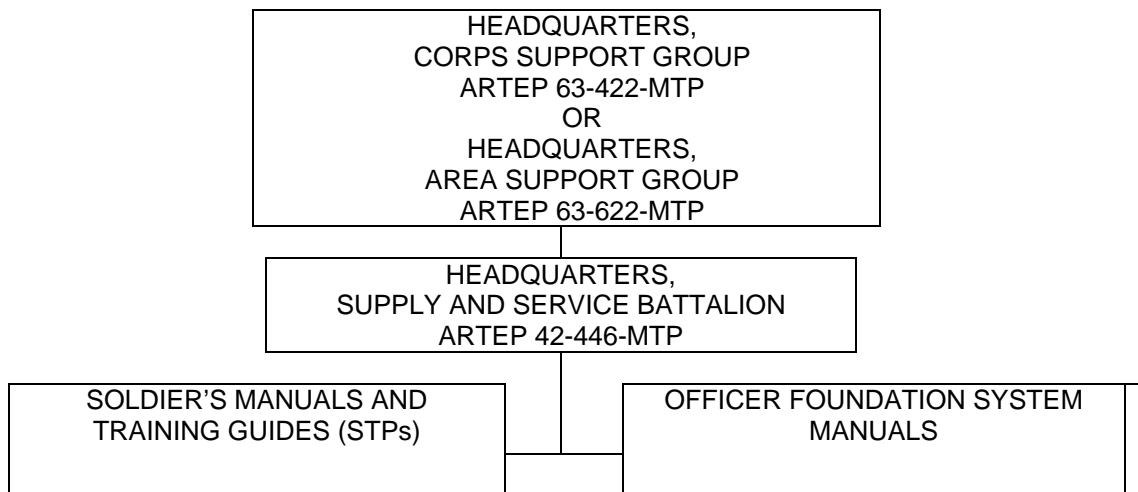 HEADQUARTERS,
CORPS SUPPORT GROUP
ARTEP 63-422-MTP
OR
HEADQUARTERS,
AREA SUPPORT GROUP
ARTEP 63-622-MTP
HEADQUARTERS,
SUPPLY AND SERVICE BATTALION
ARTEP 42-446-MTP
SOLDIER’S MANUALS AND
TRAINING GUIDES (STPs)
OFFICER FOUNDATION SYSTEM
MANUALS